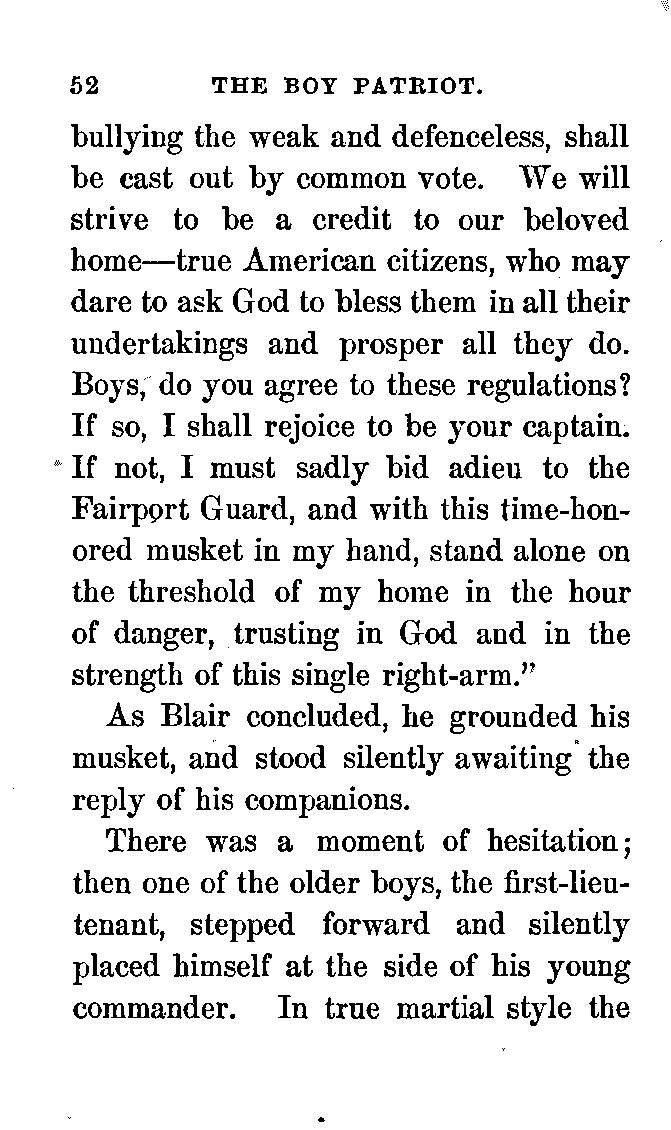 52 THE BOY PATRIOT.
bullying the weak and defenceless, shall
be cast out by common vote. We will
strive to be a credit to our beloved
home—true American citizens, who may
dare to ask God to bless them in all their
undertakings and prosper all they do.
Boys, do you agree to these regulations?
If so, I shall rejoice to be your captain.
If not, I must sadly bid adieu to the
Fairport Guard, and with this time-hon-
ored musket in my hand, stand alone on
the threshold of my home in the hour
of danger, trusting in God and in the
strength of this single right-arm."
As Blair concluded, he grounded his
musket, and stood silently awaiting the
reply of his companions.
There was a moment of hesitation;
then one of the older boys, the first-lieu-
tenant, stepped forward and silently
placed himself at the side of his young
commander. In true martial style the